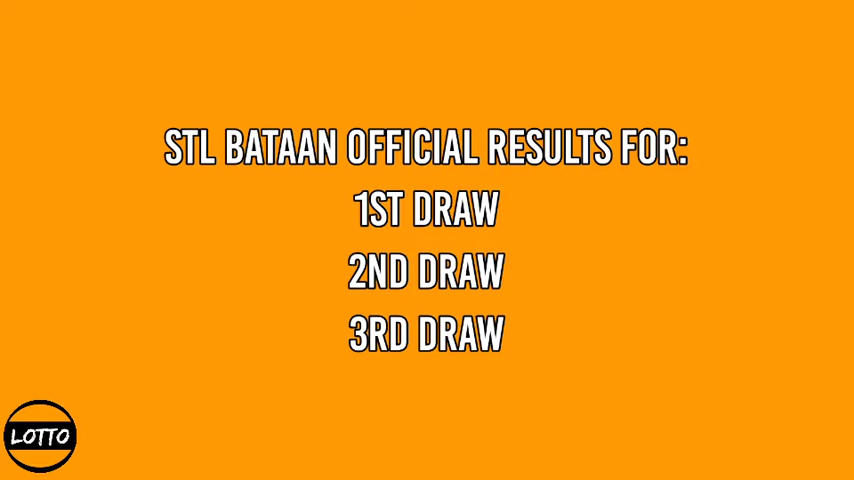 STL BATAAN OFFICIAL RESULTS FOR:
1ST DRAW
2ND DRAW
3RD DRAW
LOTTO